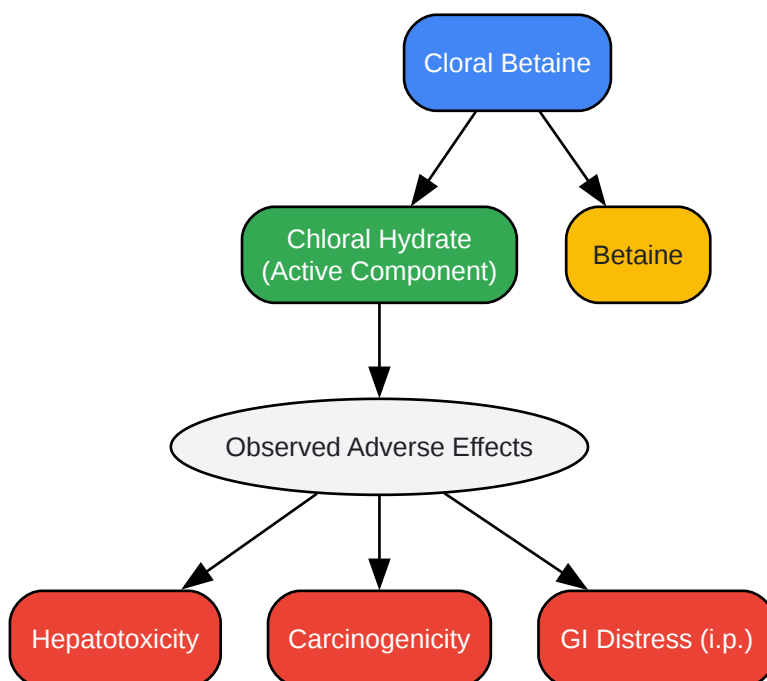 Cloral Betaine
Chloral Hydrate
(Active Component)
Betaine
Observed Adverse Effects
Hepatotoxicity
Carcinogenicity
GI Distress (i.p.)